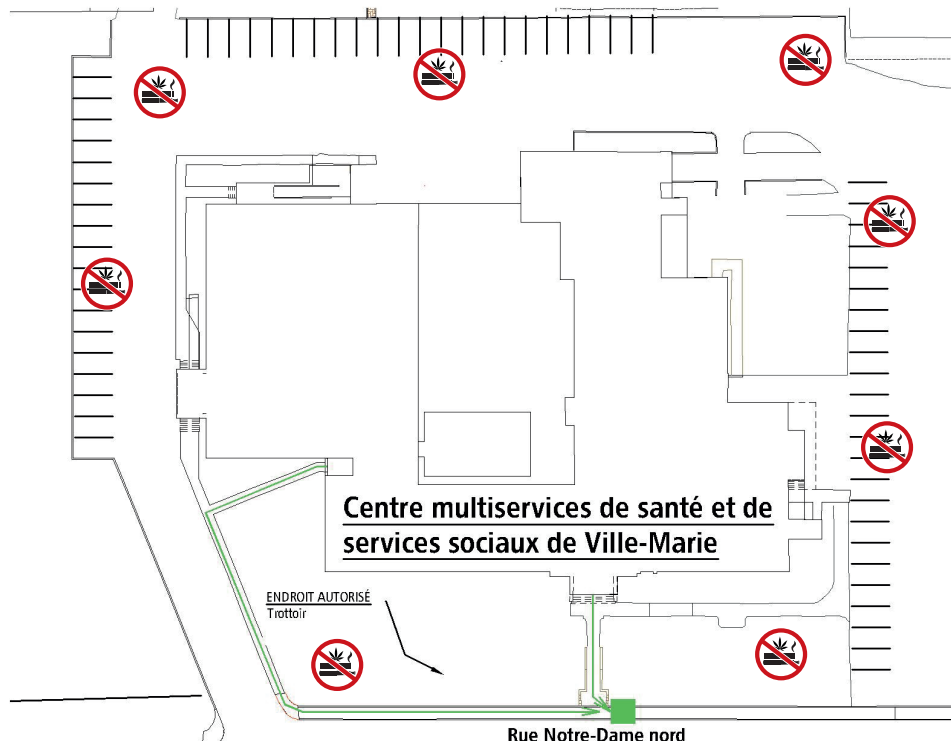 Centre multiservices de santé et de
services sociaux de Ville-Marie
ENDROIT AUTORISÉ
Trottoir
Rue Notre-Dame nord